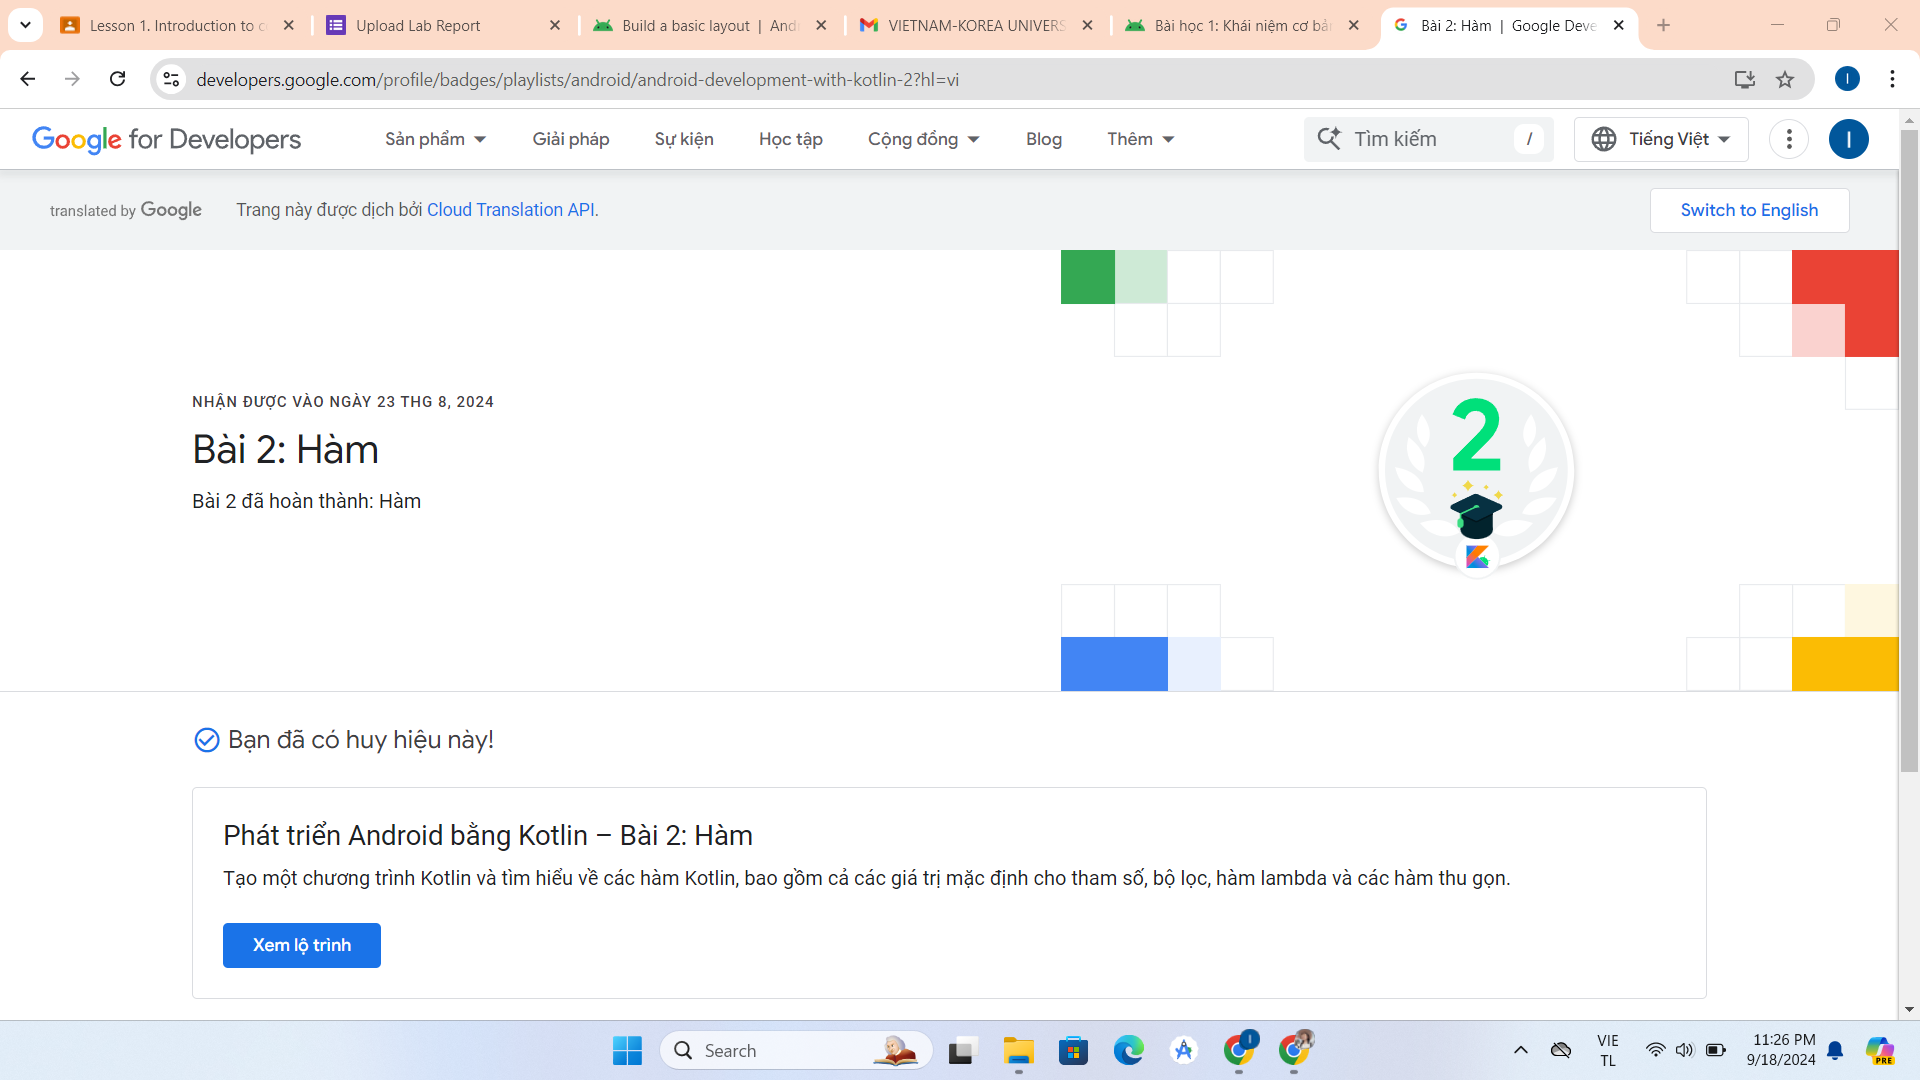 Lesson 1. Introduction to c
Upload Lab Report
Build a basic layout | And
VIETNAM-KOREA UNIVERS
Bài học 1: Khái niệm cơ bản
Bài 2: Hàm | Google Deve
developers.google.com/profile/badges/playlists/android/android-development-with-kotlin-2?hl=vi
I
Google for Developers
Sản phẩm
Giải pháp
Sự kiện
Học tập
Cộng đồng
Blog
Thêm
Tìm kiếm
/
Tiếng Việt
I
translated by Google
Trang này được dịch bởi Cloud Translation API.
Switch to English
NHẬN ĐƯỢC VÀO NGÀY 23 THG 8, 2024
Bài 2: Hàm
Bài 2 đã hoàn thành: Hàm
2
Bạn đã có huy hiệu này!
Phát triển Android bằng Kotlin – Bài 2: Hàm
Tạo một chương trình Kotlin và tìm hiểu về các hàm Kotlin, bao gồm cả các giá trị mặc định cho tham số, bộ lọc, hàm lambda và các hàm thu gọn.
Xem lộ trình
Search
I
VIE
TL
11:26 PM
9/18/2024
PRE